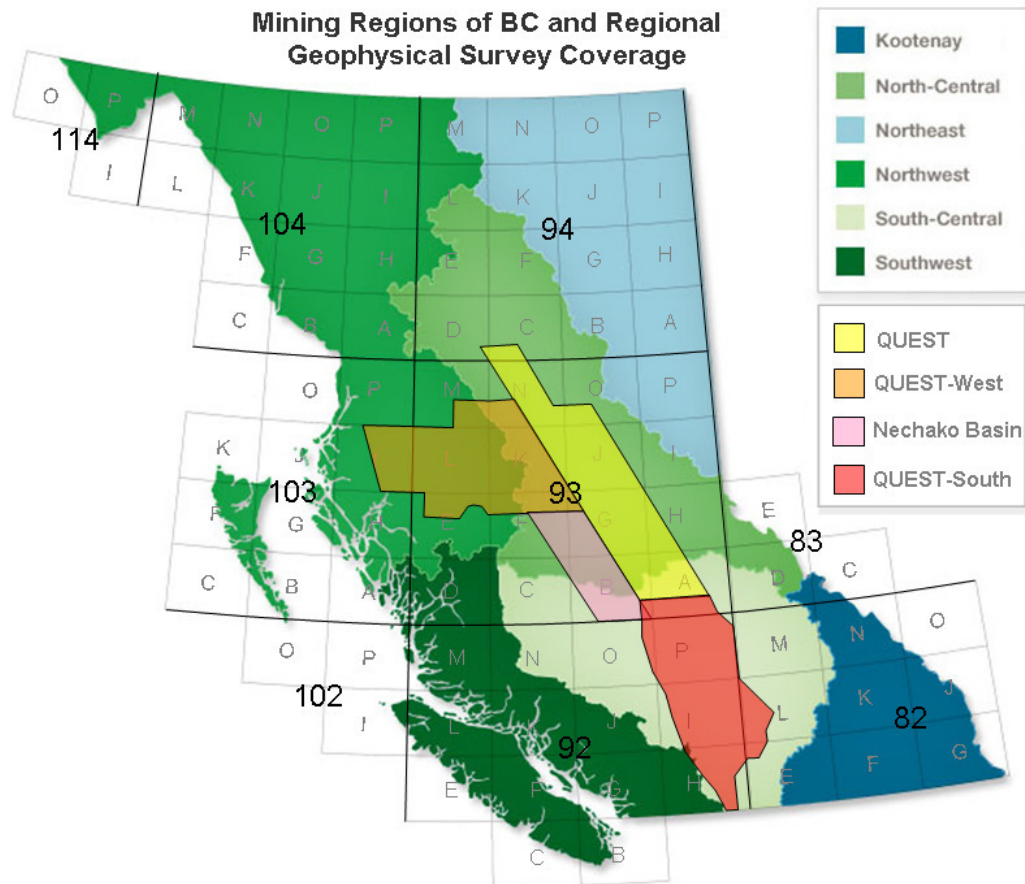 Mining Regions of BC and Regional
Geophysical Survey Coverage
Kootenay
North-Central
Northeast
Northwest
South-Central
Southwest
QUEST
QUEST-West
Nechako Basin
QUEST-South
O P M N O P M N O P
114
I L K J I L K J I
104 94
F G H E F G H
C B A D C B A
O P M N O P
K J L K J I
103 93
F G H E F G H E
83
C B A D C B A D C
O P M N O P M N O
102
I L K J I L K J
92 82
E F G H E F G
C B